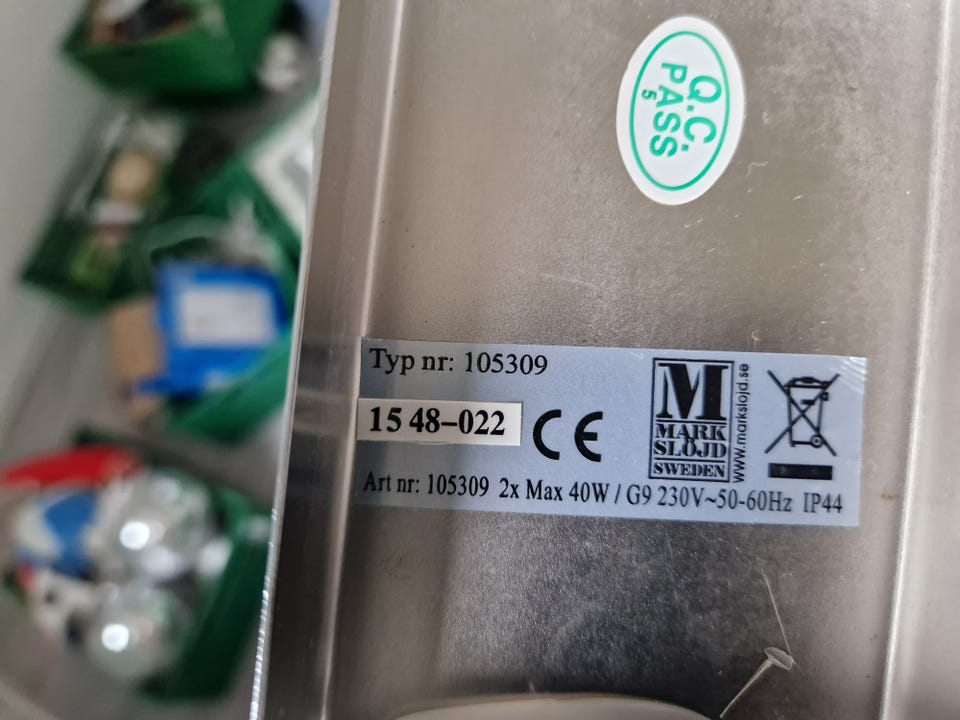 Q.C.
PASS
5
Typ nr: 105309
15 48-022
CE
M
MARK
SLÖJD
SWEDEN
www.markslojd.se
Art nr: 105309 2x Max 40W / G9 230V~50-60Hz IP44